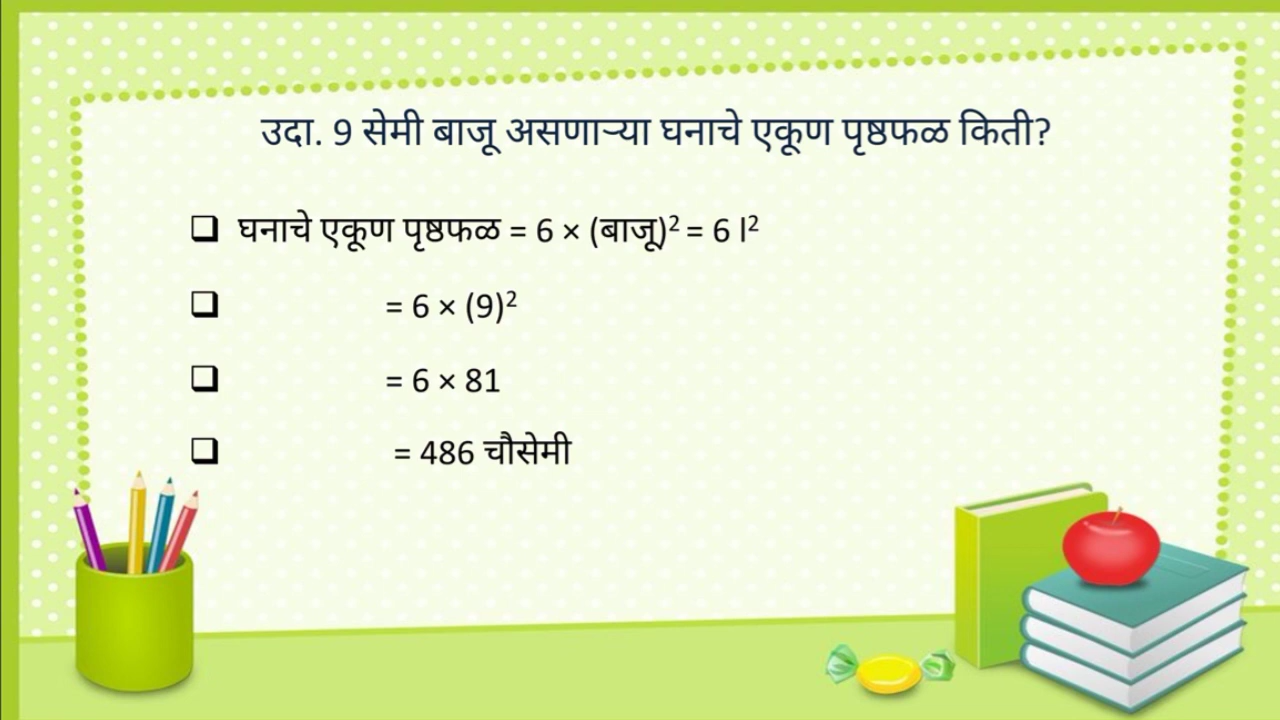 उदा. 9 सेमी बाजू असणाऱ्या घनाचे एकूण पृष्ठफळ किती?
❑ घनाचे एकूण पृष्ठफळ = 6 × (बाजू)² = 6 l²
❑ = 6 × (9)²
❑ = 6 × 81
❑ = 486 चौसेमी